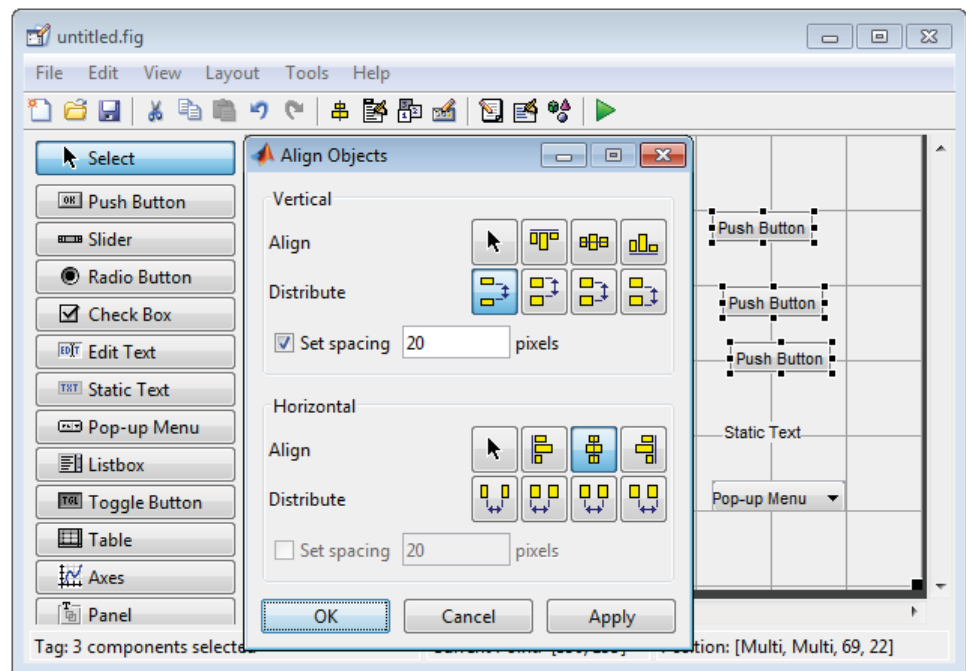 untitled.fig
File Edit View Layout Tools Help
Select
Push Button
Slider
Radio Button
Check Box
Edit Text
Static Text
Pop-up Menu
Listbox
Toggle Button
Table
Axes
Panel
Align Objects
Vertical
Align
Distribute
Set spacing 20 pixels
Horizontal
Align
Distribute
Set spacing 20 pixels
OK Cancel Apply
Push Button
Push Button
Push Button
Static Text
Pop-up Menu
Tag: 3 components selected
Position: [Multi, Multi, 69, 22]